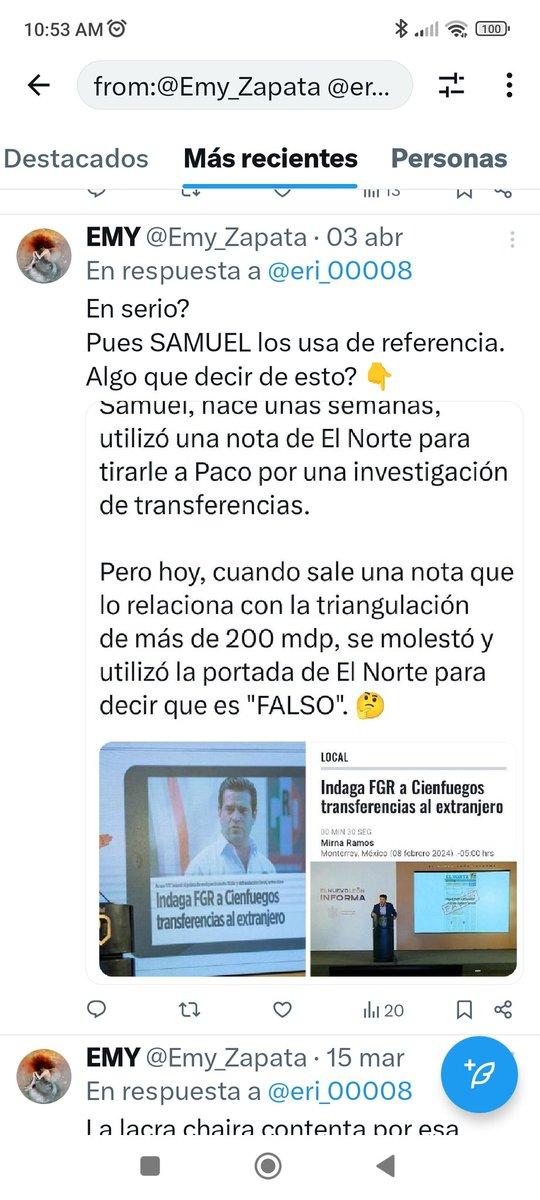 10:53 AM
100
from:@Emy_Zapata @er...
Destacados Más recientes Personas
13
EMY @Emy_Zapata · 03 abr
En respuesta a @eri_00008
En serio?
Pues SAMUEL los usa de referencia.
Algo que decir de esto? 👇
Samuel, hace unas semanas,
utilizó una nota de El Norte para
tirarle a Paco por una investigación
de transferencias.
Pero hoy, cuando sale una nota que
lo relaciona con la triangulación
de más de 200 mdp, se molestó y
utilizó la portada de El Norte para
decir que es "FALSO". 🤔
Indaga FGR a Cienfuegos
transferencias al extranjero
LOCAL
Indaga FGR a Cienfuegos
transferencias al extranjero
00 MIN 30 SEG
Mirna Ramos
Monterrey, México (08 febrero 2024) -05:00 hrs
EL NUEVO LEÓN
INFORMA
EL NORTE
20
EMY @Emy_Zapata · 15 mar
En respuesta a @eri_00008
La lacra chaira contenta por esa